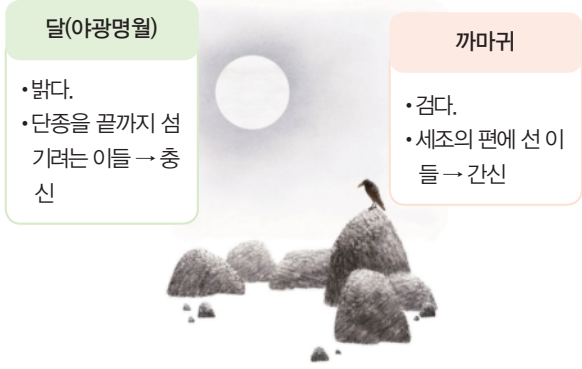 달(야광명월)
• 밝다.
• 단종을 끝까지 섬
기려는 이들 → 충
신
까마귀
• 검다.
• 세조의 편에 선 이
들 → 간신